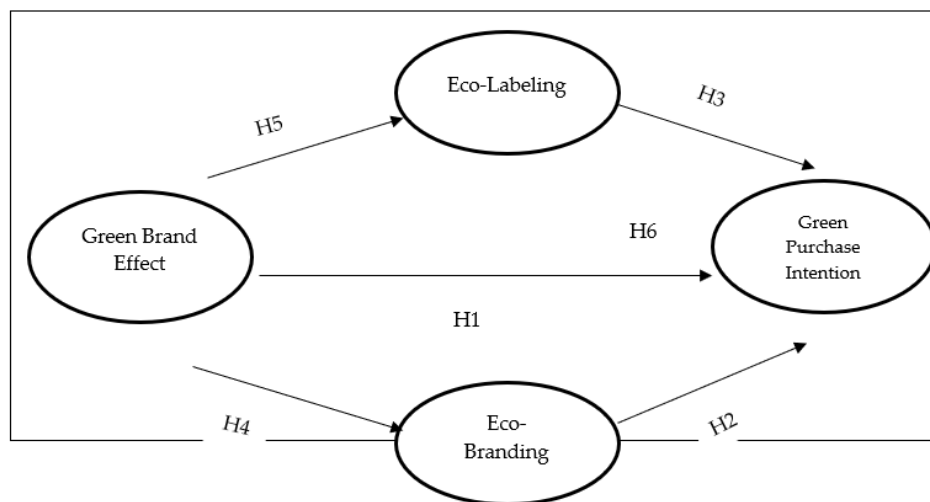 Eco-Labeling
H3
H5
Green Brand
Effect
H6
Green
Purchase
Intention
H1
H4
Eco-
Branding
H2